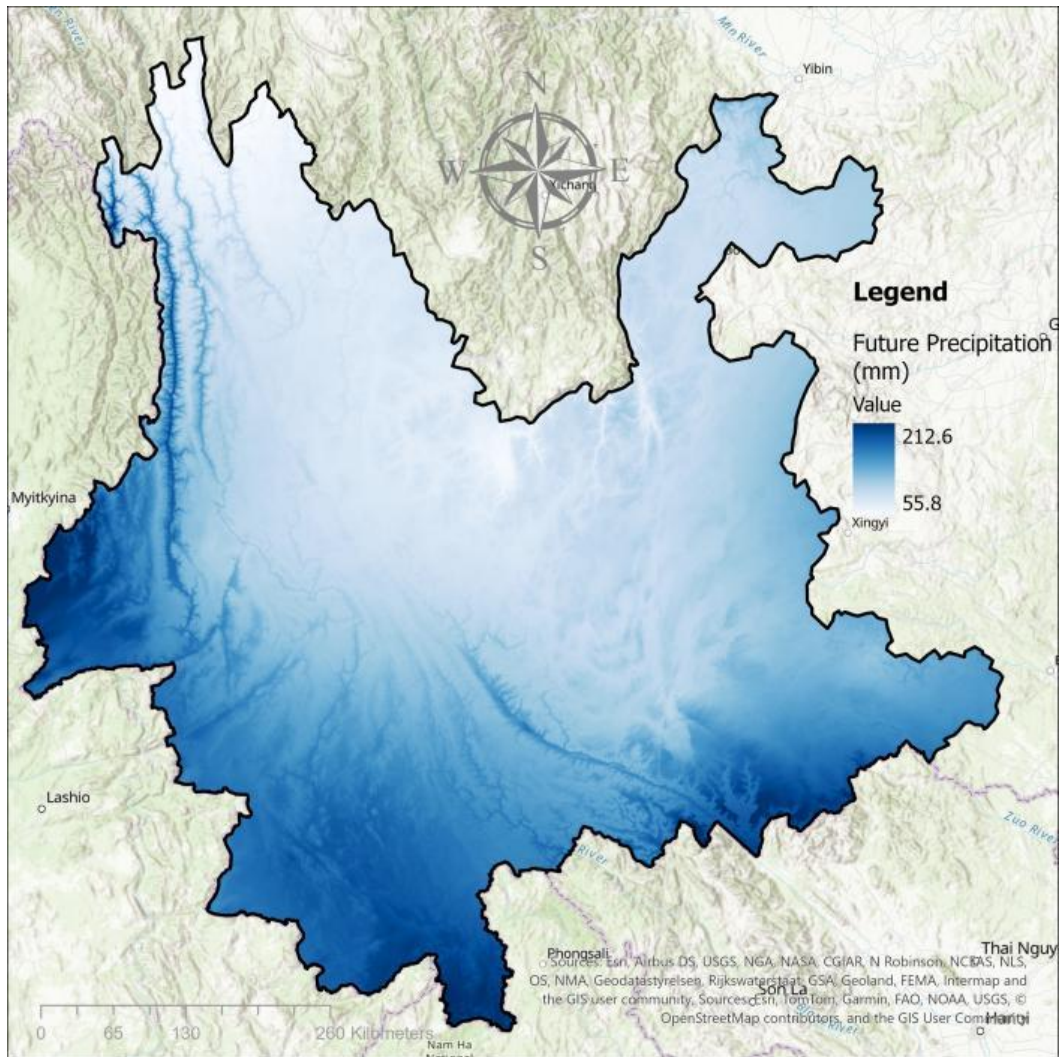 Min River
Yibin
N
W
E
S
Yichang
Legend
Future Precipitation
(mm)
Value
212.6
55.8
Xingyi
Myitkyina
Lashio
Zuo River
River
Phongsali
Thai Nguy
Sources: Esri, Airbus DS, USGS, NGA, NASA, CGIAR, N Robinson, NCEAS, NLS,
OS, NMA, Geodatastyrelsen, Rijkswaterstaat, GSA, Geoland, FEMA, Intermap and
the GIS user community, Sources: Esri, TomTom, Garmin, FAO, NOAA, USGS, ©
OpenStreetMap contributors, and the GIS User Community
Son La
Hanoi
0
65
130
260 Kilometers
Nam Ha
National